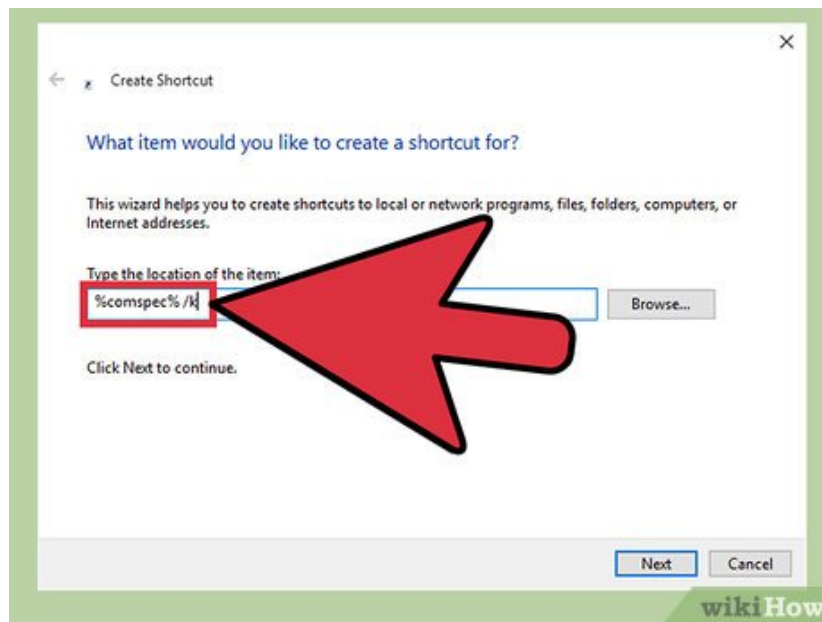 Create Shortcut
What item would you like to create a shortcut for?
This wizard helps you to create shortcuts to local or network programs, files, folders, computers, or
Internet addresses.
Type the location of the item:
%comspec% /k
Browse...
Click Next to continue.
Next
Cancel
wikiHow